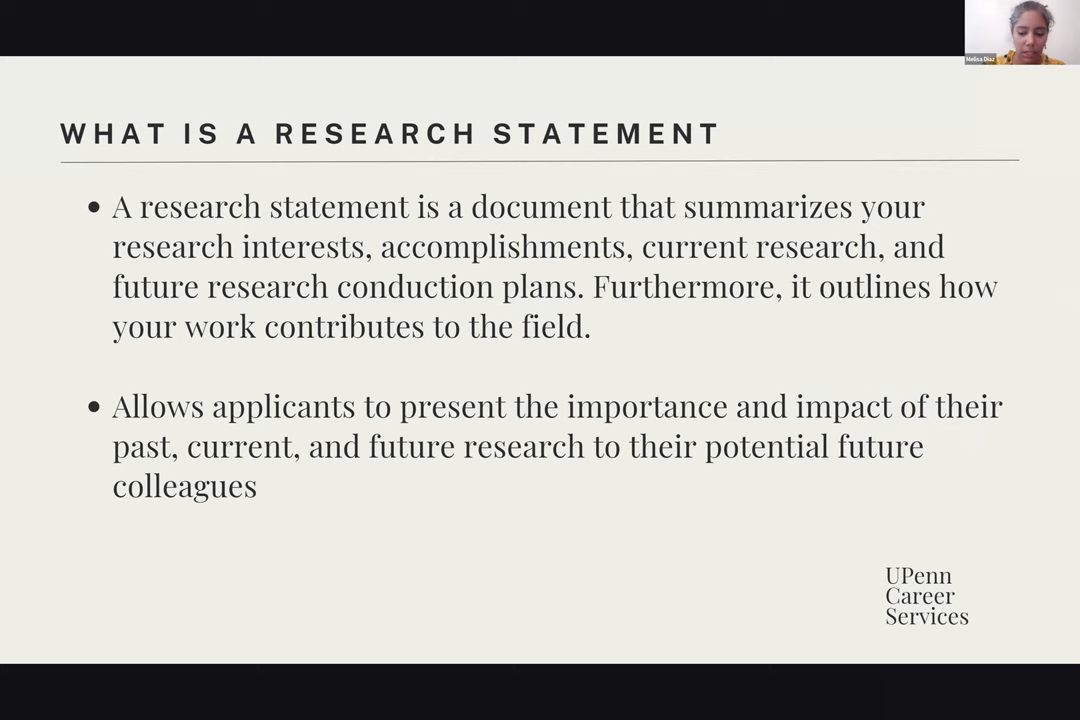 Melisa Diaz
WHAT IS A RESEARCH STATEMENT
• A research statement is a document that summarizes your
research interests, accomplishments, current research, and
future research conduction plans. Furthermore, it outlines how
your work contributes to the field.
• Allows applicants to present the importance and impact of their
past, current, and future research to their potential future
colleagues
UPenn
Career
Services